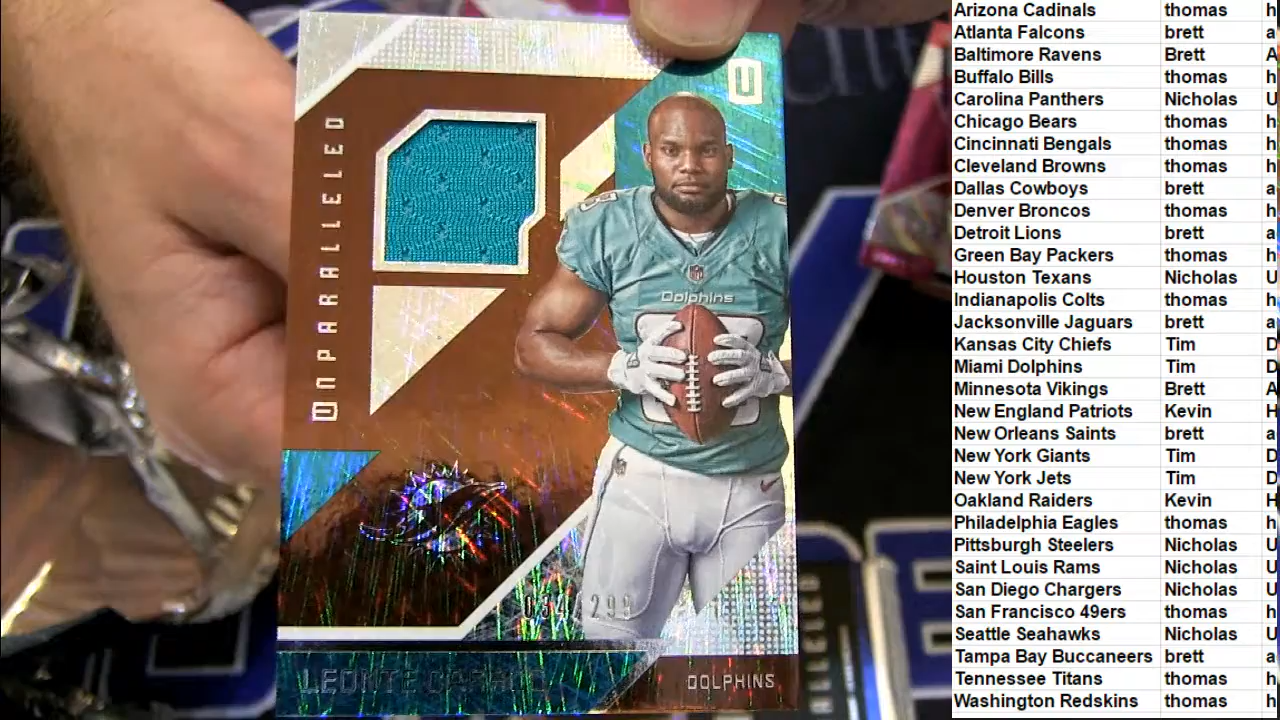 UNPARALLELED
U
Dolphins
034/299
LEONTE CARROO
DOLPHINS
Arizona Cadinals thomas h
Atlanta Falcons brett a
Baltimore Ravens Brett A
Buffalo Bills thomas h
Carolina Panthers Nicholas U
Chicago Bears thomas h
Cincinnati Bengals thomas h
Cleveland Browns thomas h
Dallas Cowboys brett a
Denver Broncos thomas h
Detroit Lions brett a
Green Bay Packers thomas h
Houston Texans Nicholas U
Indianapolis Colts thomas h
Jacksonville Jaguars brett a
Kansas City Chiefs Tim D
Miami Dolphins Tim D
Minnesota Vikings Brett A
New England Patriots Kevin H
New Orleans Saints brett a
New York Giants Tim D
New York Jets Tim D
Oakland Raiders Kevin H
Philadelphia Eagles thomas h
Pittsburgh Steelers Nicholas U
Saint Louis Rams Nicholas U
San Diego Chargers Nicholas U
San Francisco 49ers thomas h
Seattle Seahawks Nicholas U
Tampa Bay Buccaneers brett a
Tennessee Titans thomas h
Washington Redskins thomas h